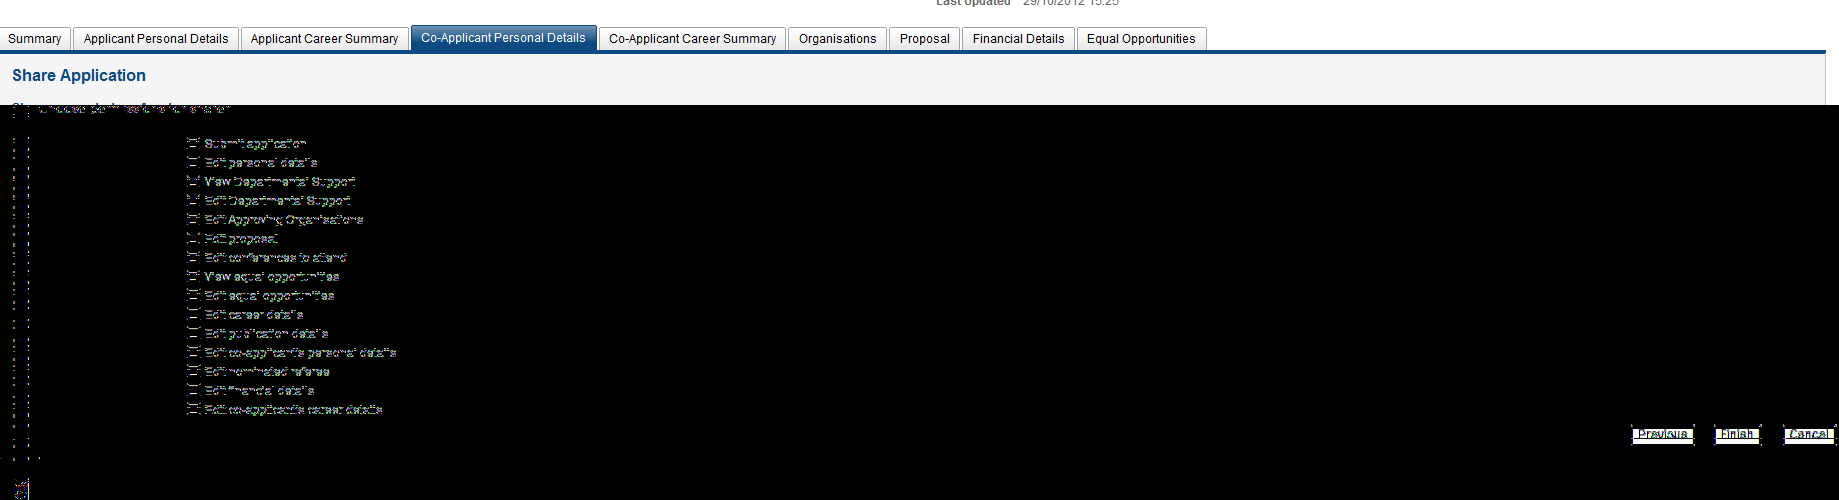 Last updated 29/10/2012 15:25
Summary Applicant Personal Details Applicant Career Summary Co-Applicant Personal Details Co-Applicant Career Summary Organisations Proposal Financial Details Equal Opportunities
Share Application
Submit application
Edit personal details
View Departmental Support
Edit Departmental Support
Edit Approving Organisations
Edit proposal
Edit conferences to attend
View equal opportunities
Edit equal opportunities
Edit career details
Edit publication details
Edit co-applicants personal details
Edit nominated referee
Edit financial details
Edit co-applicants career details
Previous Finish Cancel